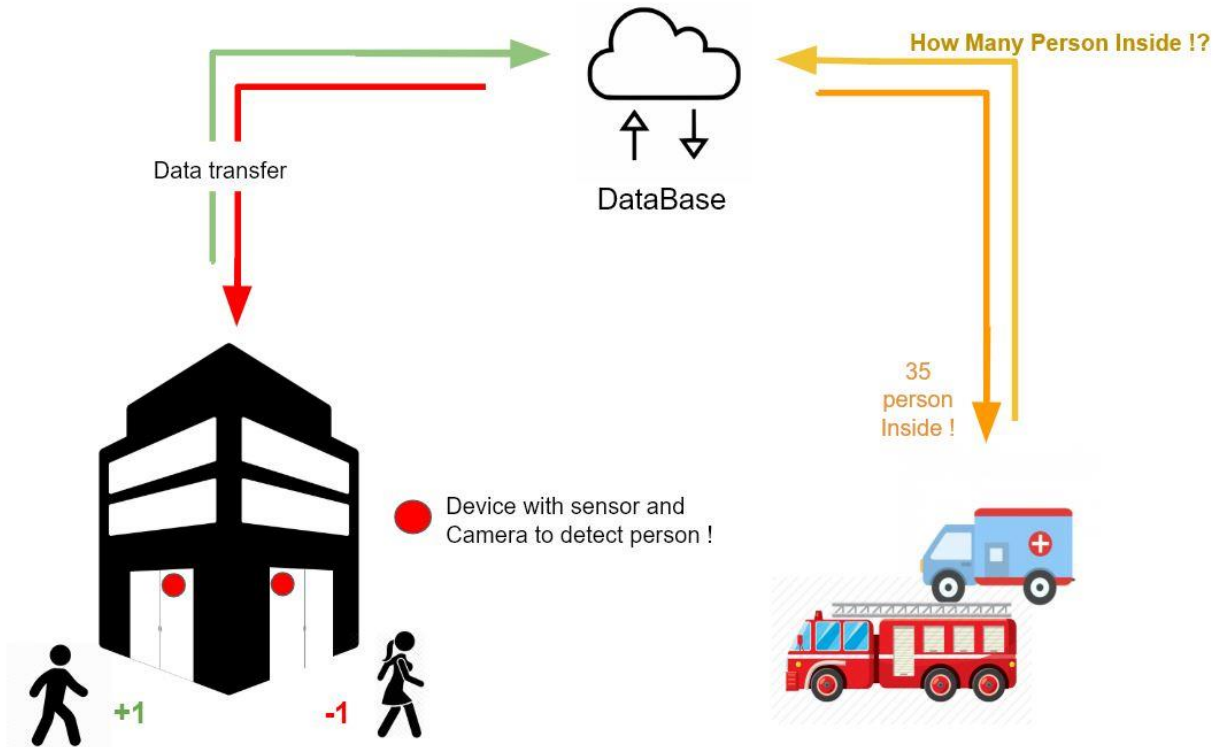 How Many Person Inside !?
Data transfer
DataBase
35
person
Inside !
Device with sensor and
Camera to detect person !
+1
-1